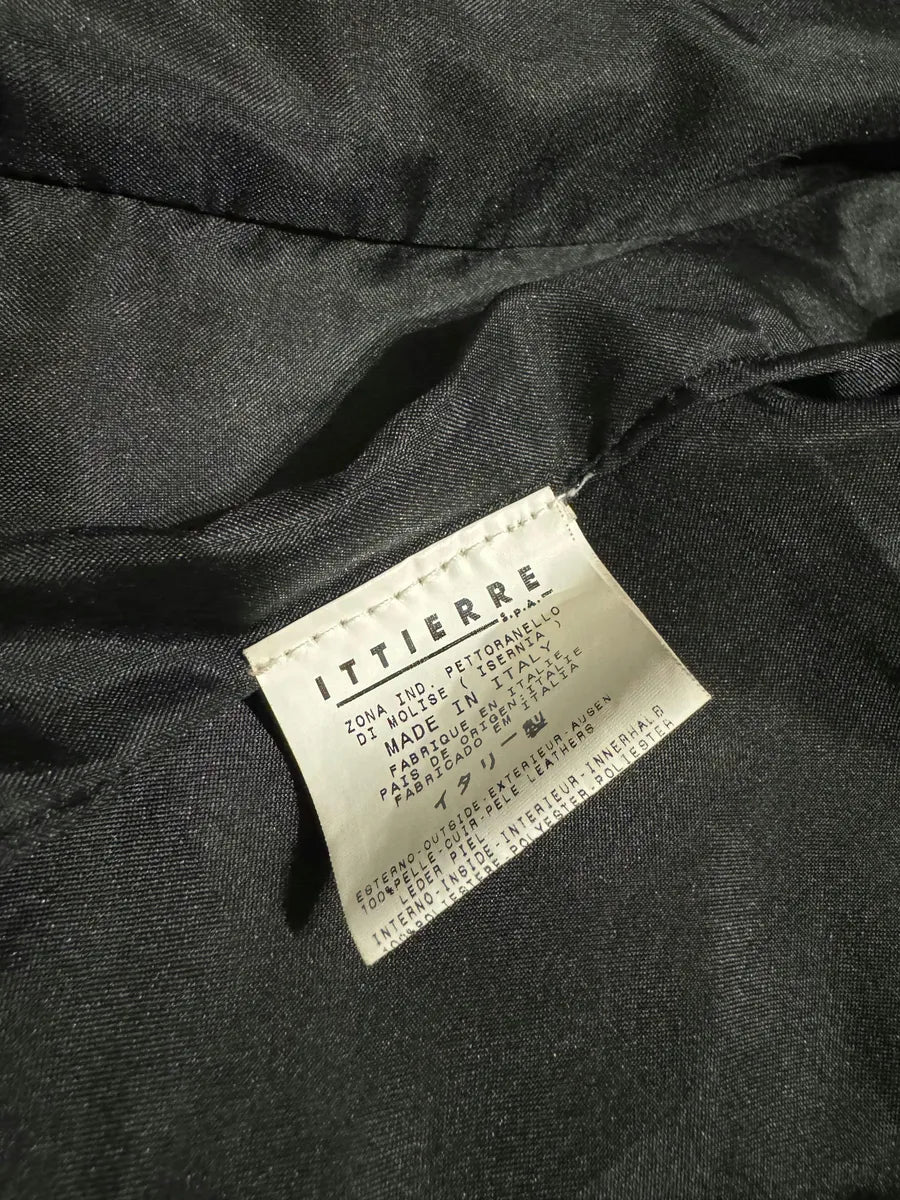 ITTIERRE
S.p.A.
ZONA IND. PETTORANELLO
DI MOLISE ( ISERNIA )
MADE IN ITALY
FABRIQUE EN ITALIE
PAIS DE ORIGEN:ITALIE
FABRICADO EM ITALIA
イタリー製
ESTERNO-OUTSIDE-EXTERIEUR-AUSEN
100%PELLE-CUIR-PELE LEATHERS
LEDER PIEL
INTERNO-INSIDE-INTERIEUR-INNERHALB
POLYESTER,POLIESTER